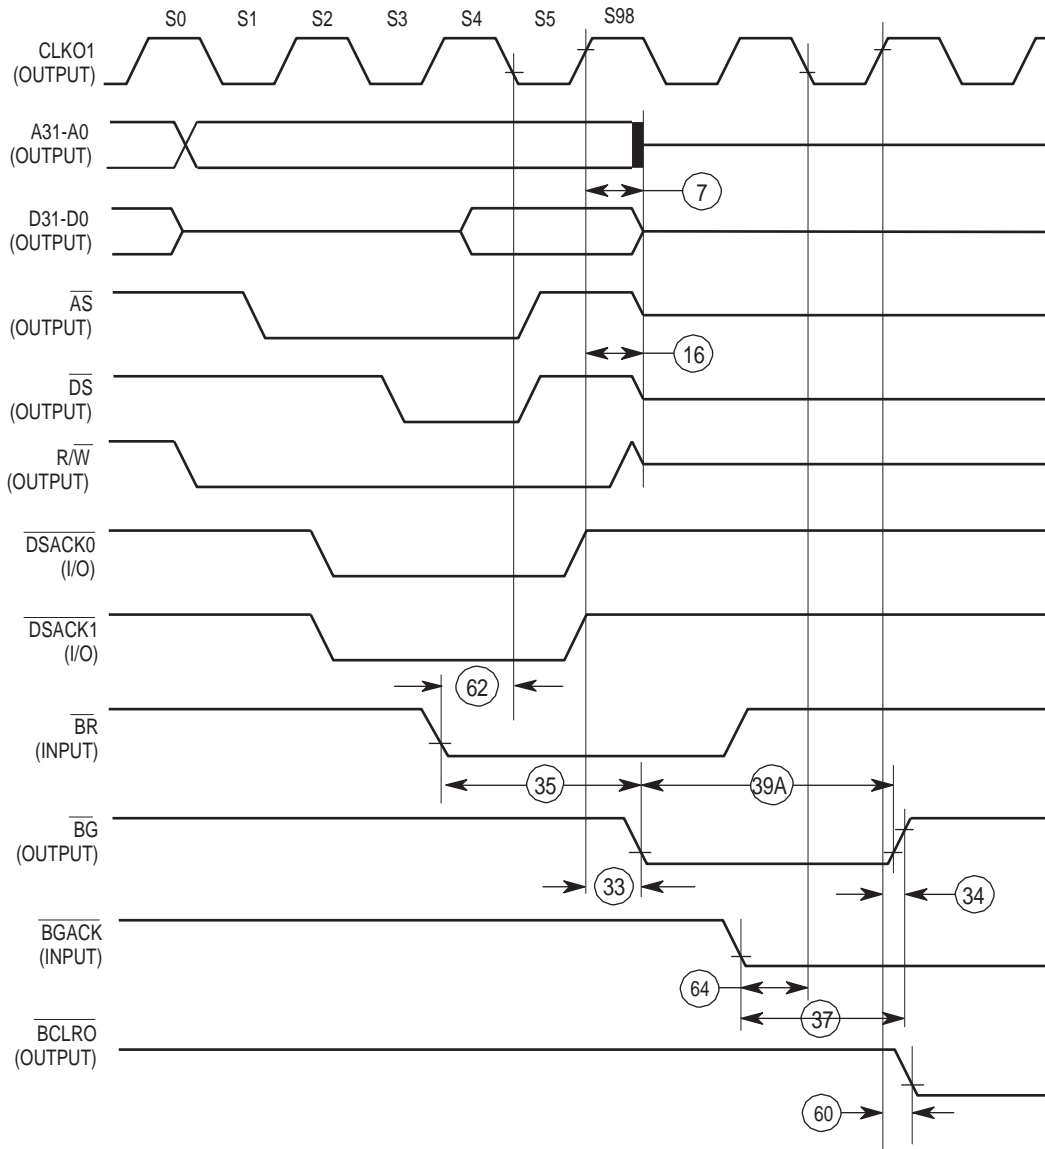 S0 S1 S2 S3 S4 S5 S98
CLKO1
(OUTPUT)
A31-A0
(OUTPUT)
7
D31-D0
(OUTPUT)
AS
(OUTPUT)
16
DS
(OUTPUT)
R/W
(OUTPUT)
DSACK0
(I/O)
DSACK1
(I/O)
62
BR
(INPUT)
35
39A
BG
(OUTPUT)
33
34
BGACK
(INPUT)
64
37
BCLRO
(OUTPUT)
60